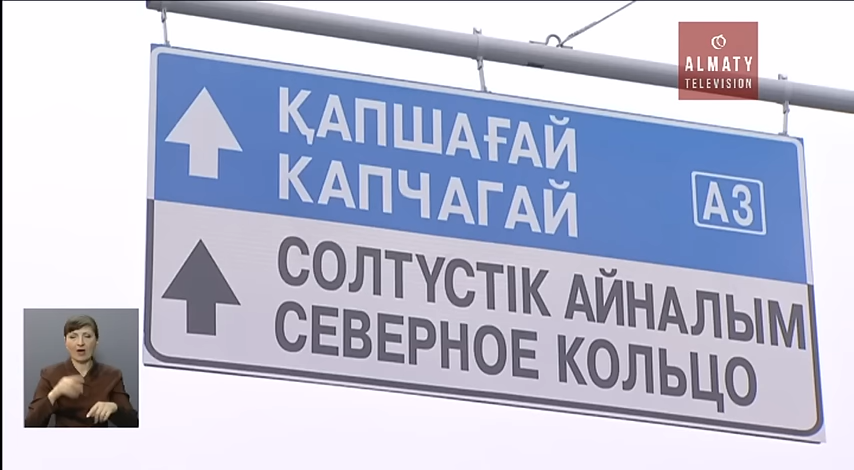 ALMATY
TELEVISION
ҚАПШАҒАЙ
КАПЧАГАЙ
А3
СОЛТҮСТІК АЙНАЛЫМ
СЕВЕРНОЕ КОЛЬЦО